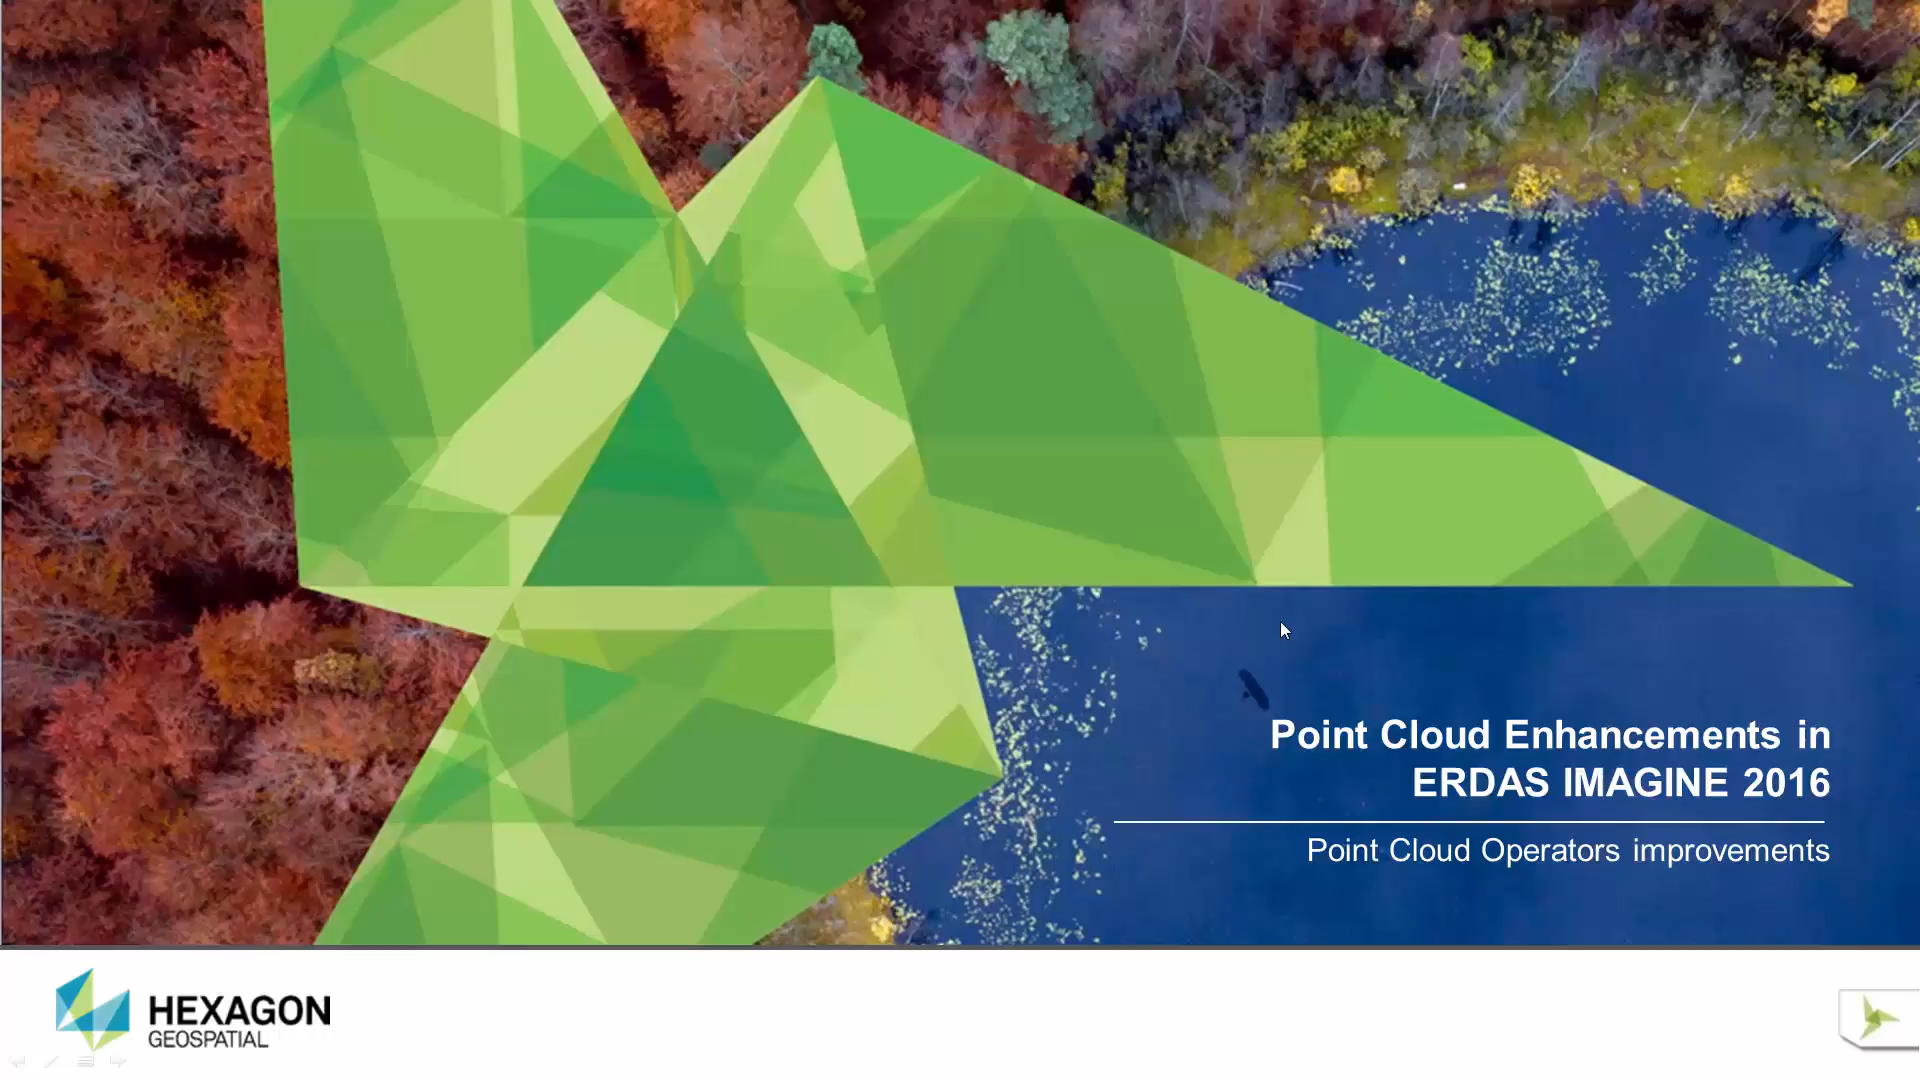 Point Cloud Enhancements in
ERDAS IMAGINE 2016
Point Cloud Operators improvements
HEXAGON
GEOSPATIAL